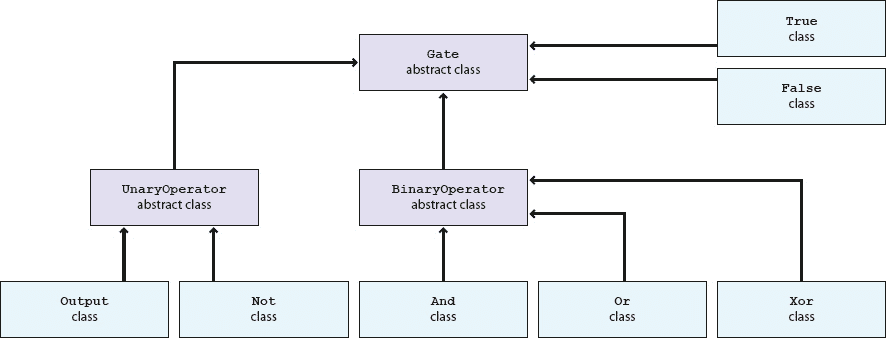 True
class
Gate
abstract class
False
class
UnaryOperator
abstract class
BinaryOperator
abstract class
Output
class
Not
class
And
class
Or
class
Xor
class